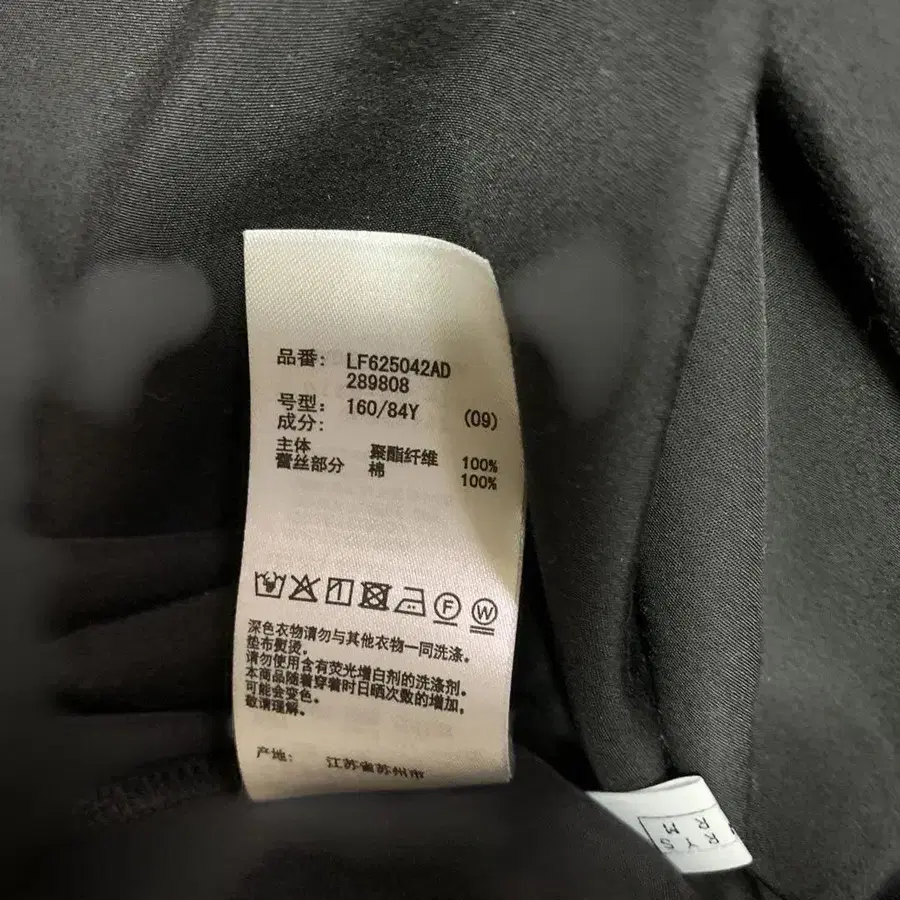 品番: LF625042AD
289808
号型: 160/84Y (09)
成分:
主体 聚酯纤维 100%
蕾丝部分 棉 100%
F W
深色衣物请勿与其他衣物一同洗涤。
垫布熨烫。
请勿使用含有荧光增白剂的洗涤剂。
本商品随着穿着时日晒次数的增加,
可能会变色。
敬请理解。
产地: 江苏省苏州市